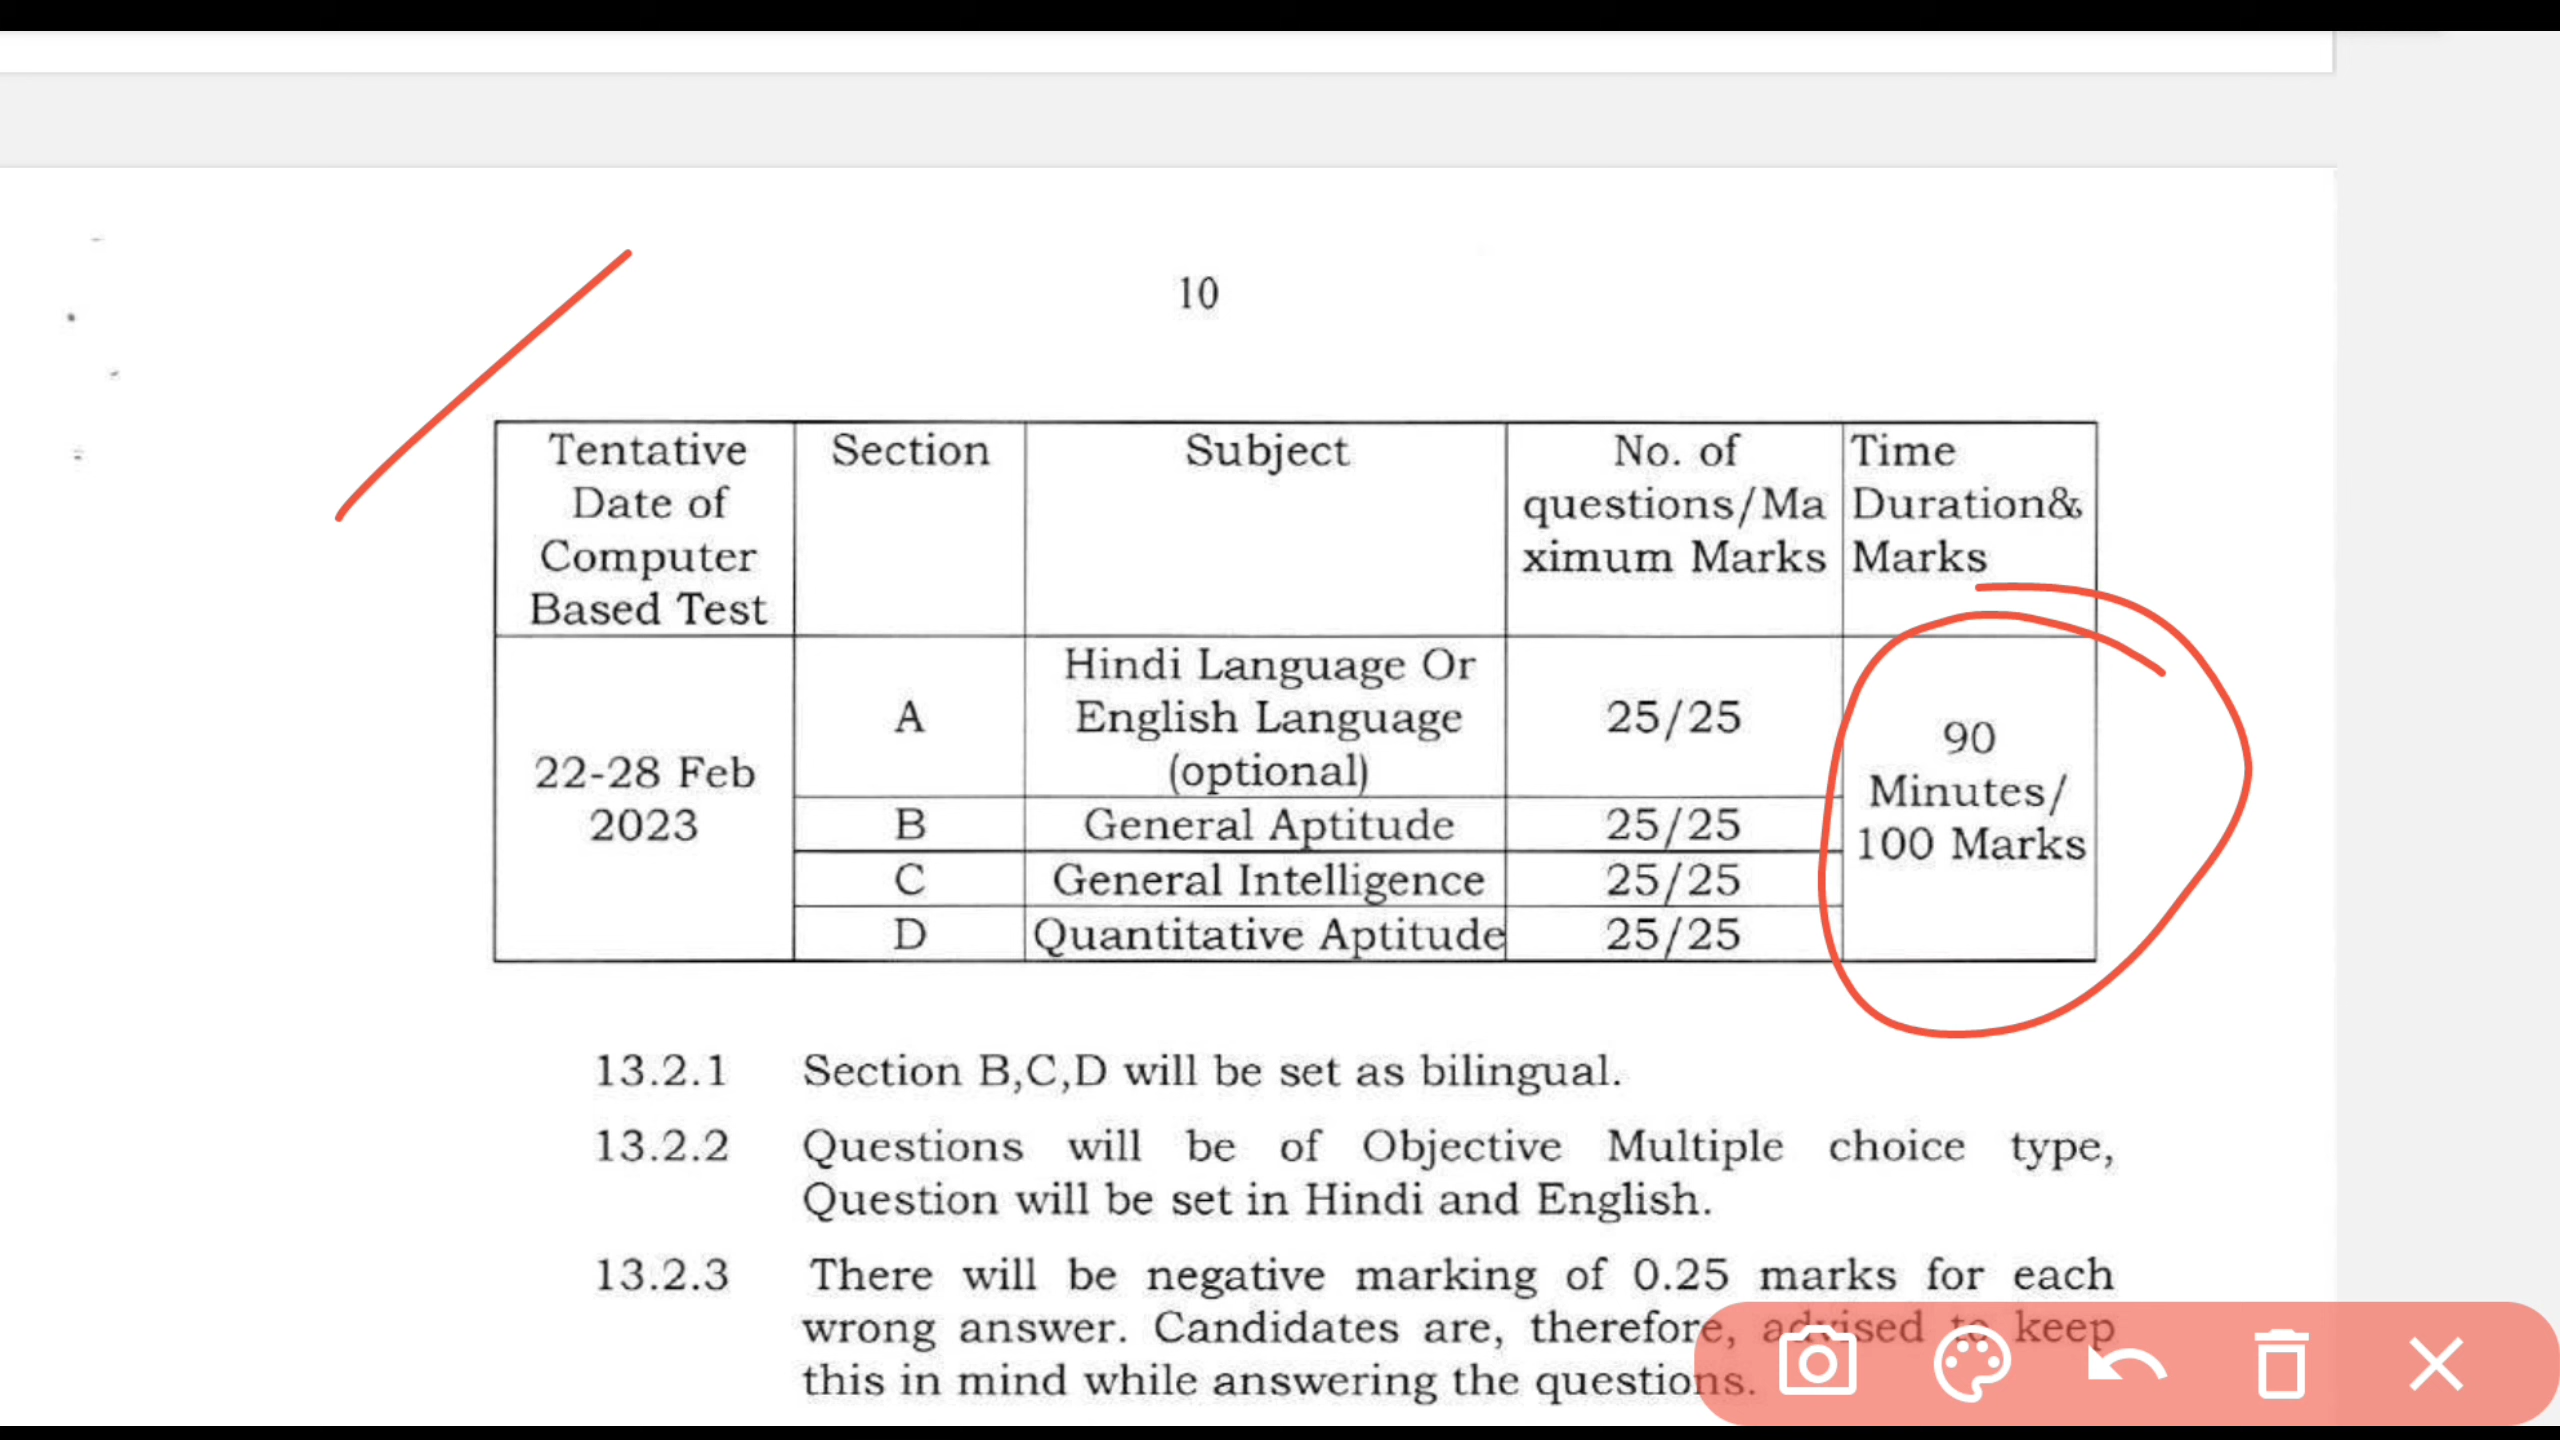 10
Tentative Date of Computer Based Test
Section
Subject
No. of questions/Maximum Marks
Time Duration& Marks
22-28 Feb 2023
A
Hindi Language Or English Language (optional)
25/25
90 Minutes/ 100 Marks
B
General Aptitude
25/25
C
General Intelligence
25/25
D
Quantitative Aptitude
25/25
13.2.1 Section B,C,D will be set as bilingual.
13.2.2 Questions will be of Objective Multiple choice type,
Question will be set in Hindi and English.
13.2.3 There will be negative marking of 0.25 marks for each
wrong answer. Candidates are, therefore, advised to keep
this in mind while answering the questions.